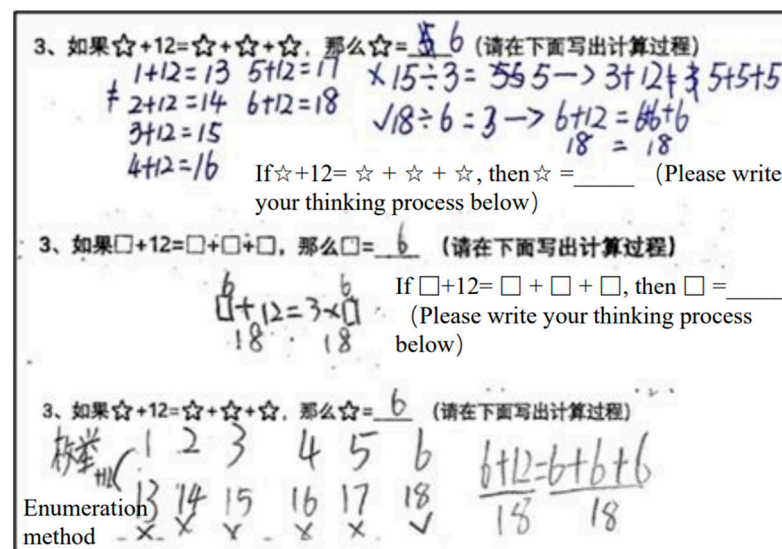 3、如果☆+12=☆+☆+☆，那么☆= 6 (请在下面写出计算过程)
1+12=13 5+12=17 ×15÷3= 5 → 3+12≠ 5+5+5
≠ 2+12=14 6+12=18 √18÷6=3 → 6+12=6+6+6
3+12=15 18 = 18
4+12=16
If☆+12= ☆ + ☆ + ☆, then☆ =_____ （Please write
your thinking process below）
3、如果□+12=□+□+□，那么□= 6 (请在下面写出计算过程)
6 6
□+12=3×□
18 18
If □+12= □ + □ + □, then □ =____
（Please write your thinking process
below）
3、如果☆+12=☆+☆+☆，那么☆= 6 (请在下面写出计算过程)
枚举 +12 1 2 3 4 5 6 6+12=6+6+6
13 14 15 16 17 18 18 18
× × × × × √
Enumeration
method